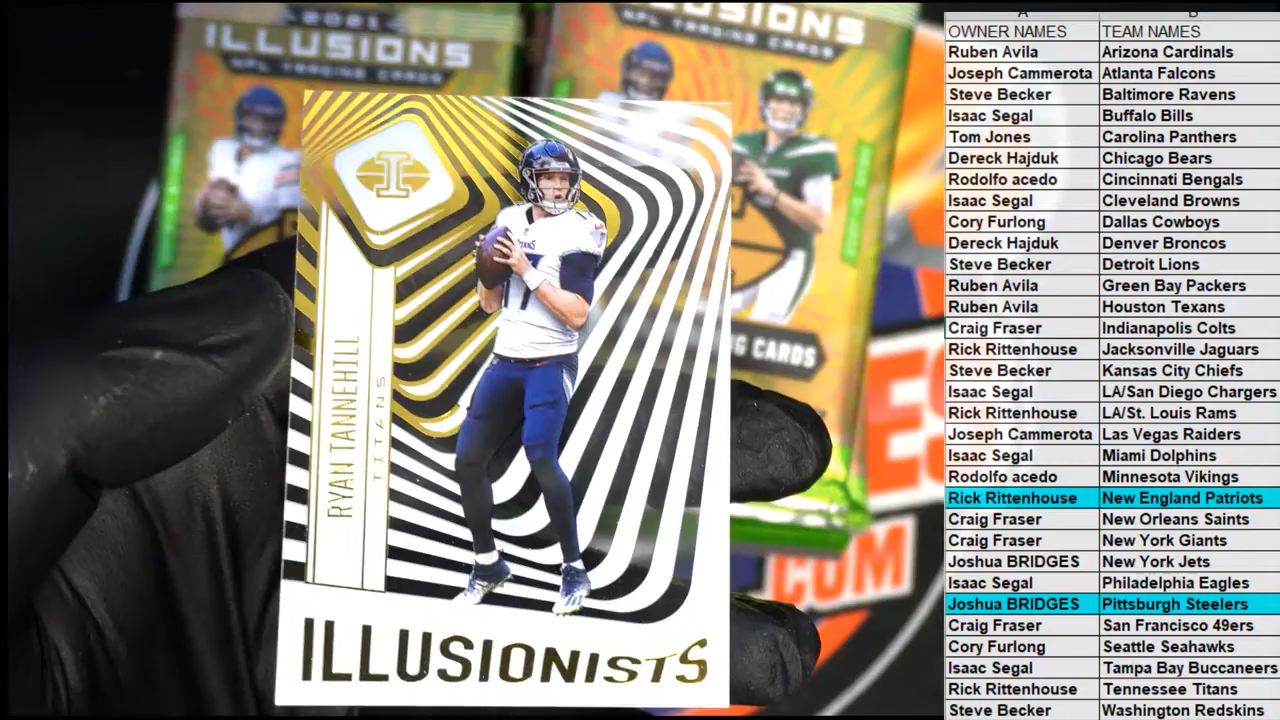 2021
ILLUSIONS
NFL TRADING CARDS
ILLUSIONS
NFL TRADING CARDS
I
TITANS
17
RYAN TANNEHILL
TITANS
ILLUSIONISTS
G CARDS
ES
.COM
A B
OWNER NAMES TEAM NAMES
Ruben Avila Arizona Cardinals
Joseph Cammerota Atlanta Falcons
Steve Becker Baltimore Ravens
Isaac Segal Buffalo Bills
Tom Jones Carolina Panthers
Dereck Hajduk Chicago Bears
Rodolfo acedo Cincinnati Bengals
Isaac Segal Cleveland Browns
Cory Furlong Dallas Cowboys
Dereck Hajduk Denver Broncos
Steve Becker Detroit Lions
Ruben Avila Green Bay Packers
Ruben Avila Houston Texans
Craig Fraser Indianapolis Colts
Rick Rittenhouse Jacksonville Jaguars
Steve Becker Kansas City Chiefs
Isaac Segal LA/San Diego Chargers
Rick Rittenhouse LA/St. Louis Rams
Joseph Cammerota Las Vegas Raiders
Isaac Segal Miami Dolphins
Rodolfo acedo Minnesota Vikings
Rick Rittenhouse New England Patriots
Craig Fraser New Orleans Saints
Craig Fraser New York Giants
Joshua BRIDGES New York Jets
Isaac Segal Philadelphia Eagles
Joshua BRIDGES Pittsburgh Steelers
Craig Fraser San Francisco 49ers
Cory Furlong Seattle Seahawks
Isaac Segal Tampa Bay Buccaneers
Rick Rittenhouse Tennessee Titans
Steve Becker Washington Redskins